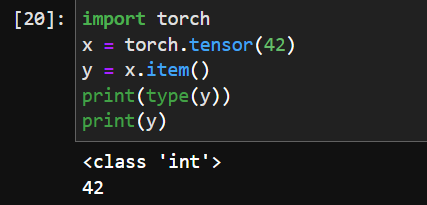 [20]: import torch
x = torch.tensor(42)
y = x.item()
print(type(y))
print(y)
<class 'int'>
42